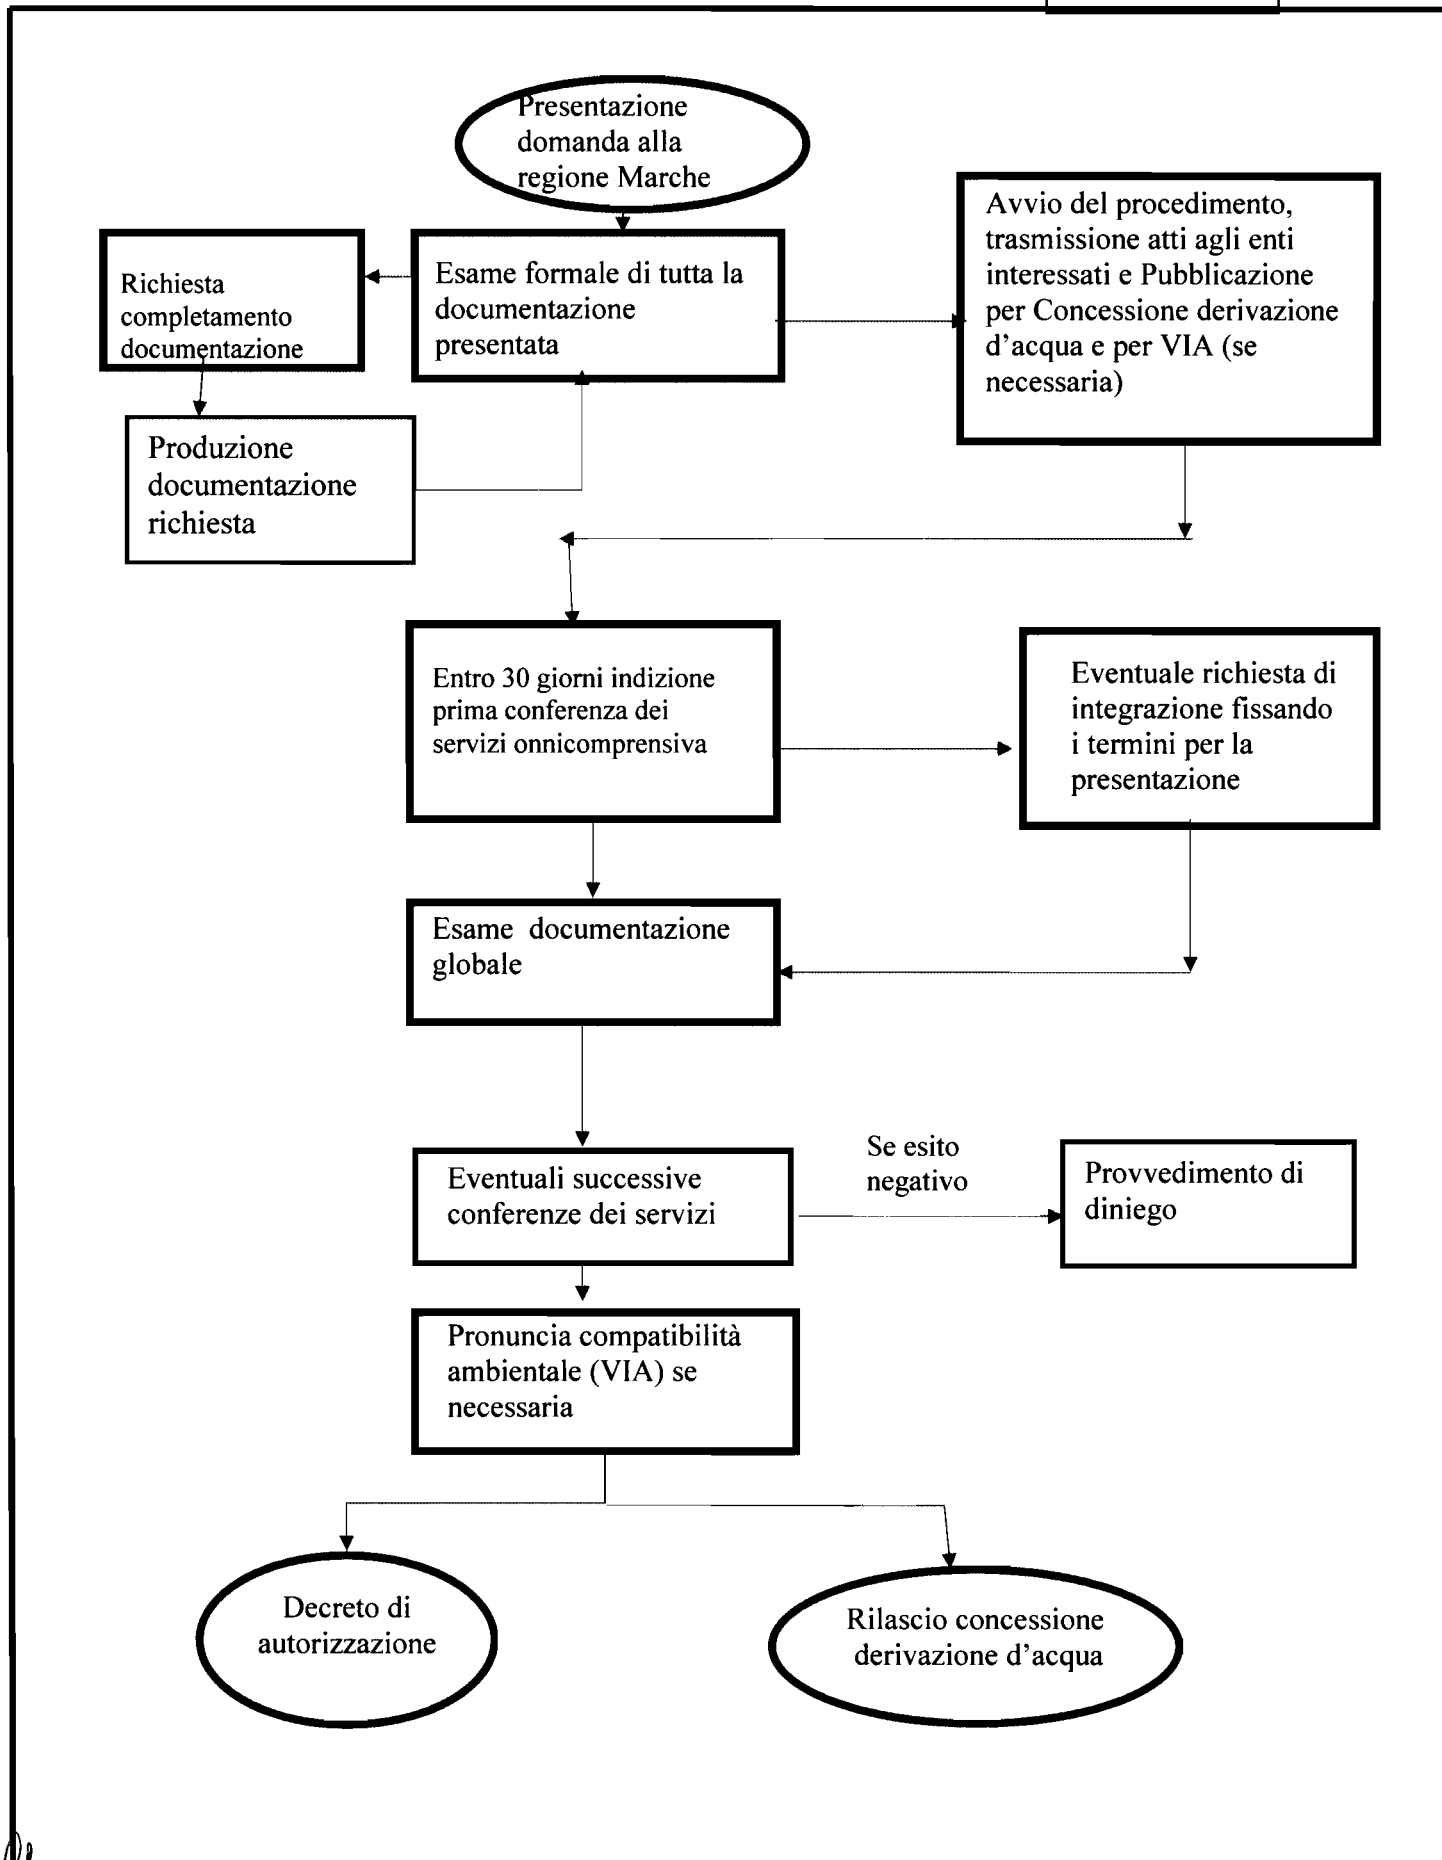 Presentazione
domanda alla
regione Marche
Richiesta
completamento
documentazione
Esame formale di tutta la
documentazione
presentata
Avvio del procedimento,
trasmissione atti agli enti
interessati e Pubblicazione
per Concessione derivazione
d'acqua e per VIA (se
necessaria)
Produzione
documentazione
richiesta
Entro 30 giorni indizione
prima conferenza dei
servizi onnicomprensiva
Eventuale richiesta di
integrazione fissando
i termini per la
presentazione
Esame documentazione
globale
Eventuali successive
conferenze dei servizi
Se esito
negativo
Provvedimento di
diniego
Pronuncia compatibilità
ambientale (VIA) se
necessaria
Decreto di
autorizzazione
Rilascio concessione
derivazione d'acqua